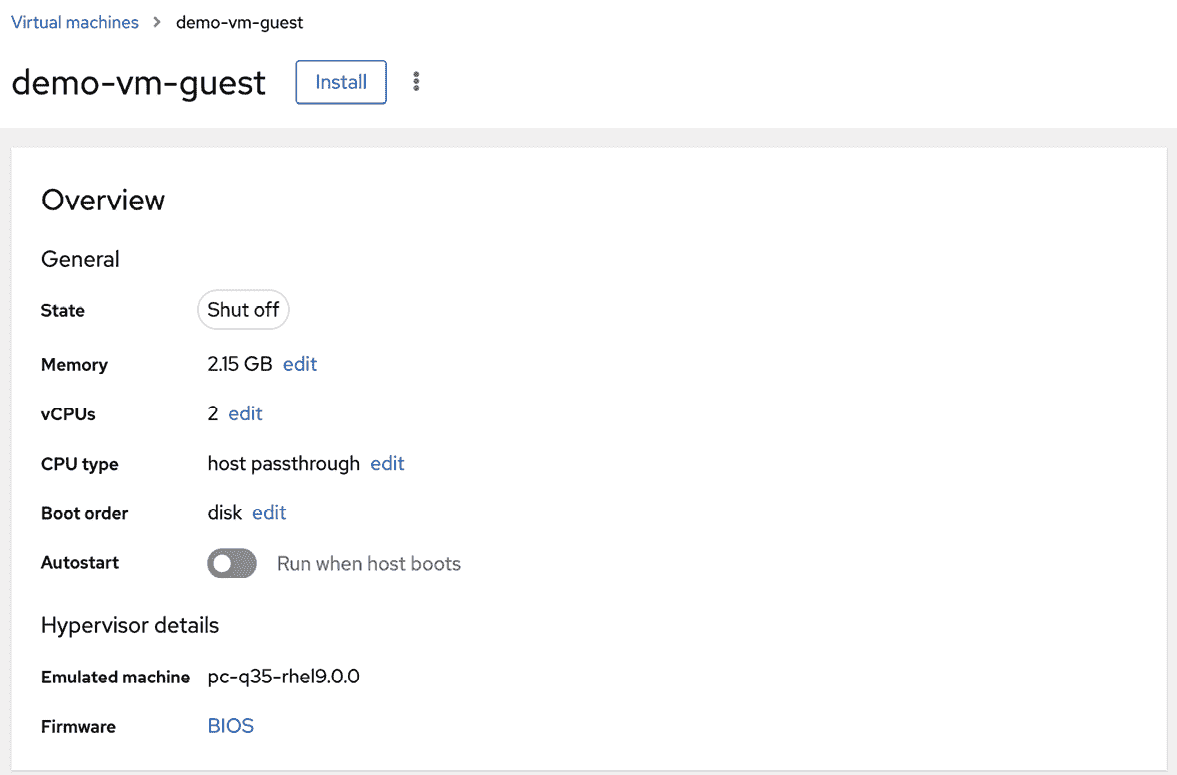 Virtual machines > demo-vm-guest
demo-vm-guest Install
Overview
General
State Shut off
Memory 2.15 GB edit
vCPUs 2 edit
CPU type host passthrough edit
Boot order disk edit
Autostart Run when host boots
Hypervisor details
Emulated machine pc-q35-rhel9.0.0
Firmware BIOS